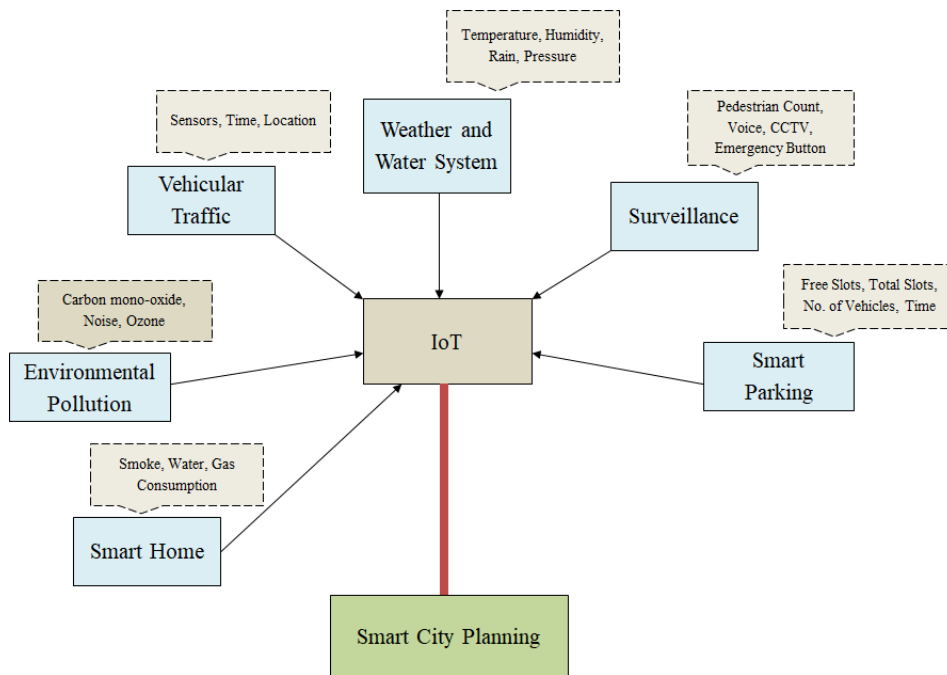 Temperature, Humidity,
Rain, Pressure
Weather and
Water System
Sensors, Time, Location
Vehicular
Traffic
Pedestrian Count,
Voice, CCTV,
Emergency Button
Surveillance
Carbon mono-oxide,
Noise, Ozone
Environmental
Pollution
IoT
Free Slots, Total Slots,
No. of Vehicles, Time
Smart
Parking
Smoke, Water, Gas
Consumption
Smart Home
Smart City Planning